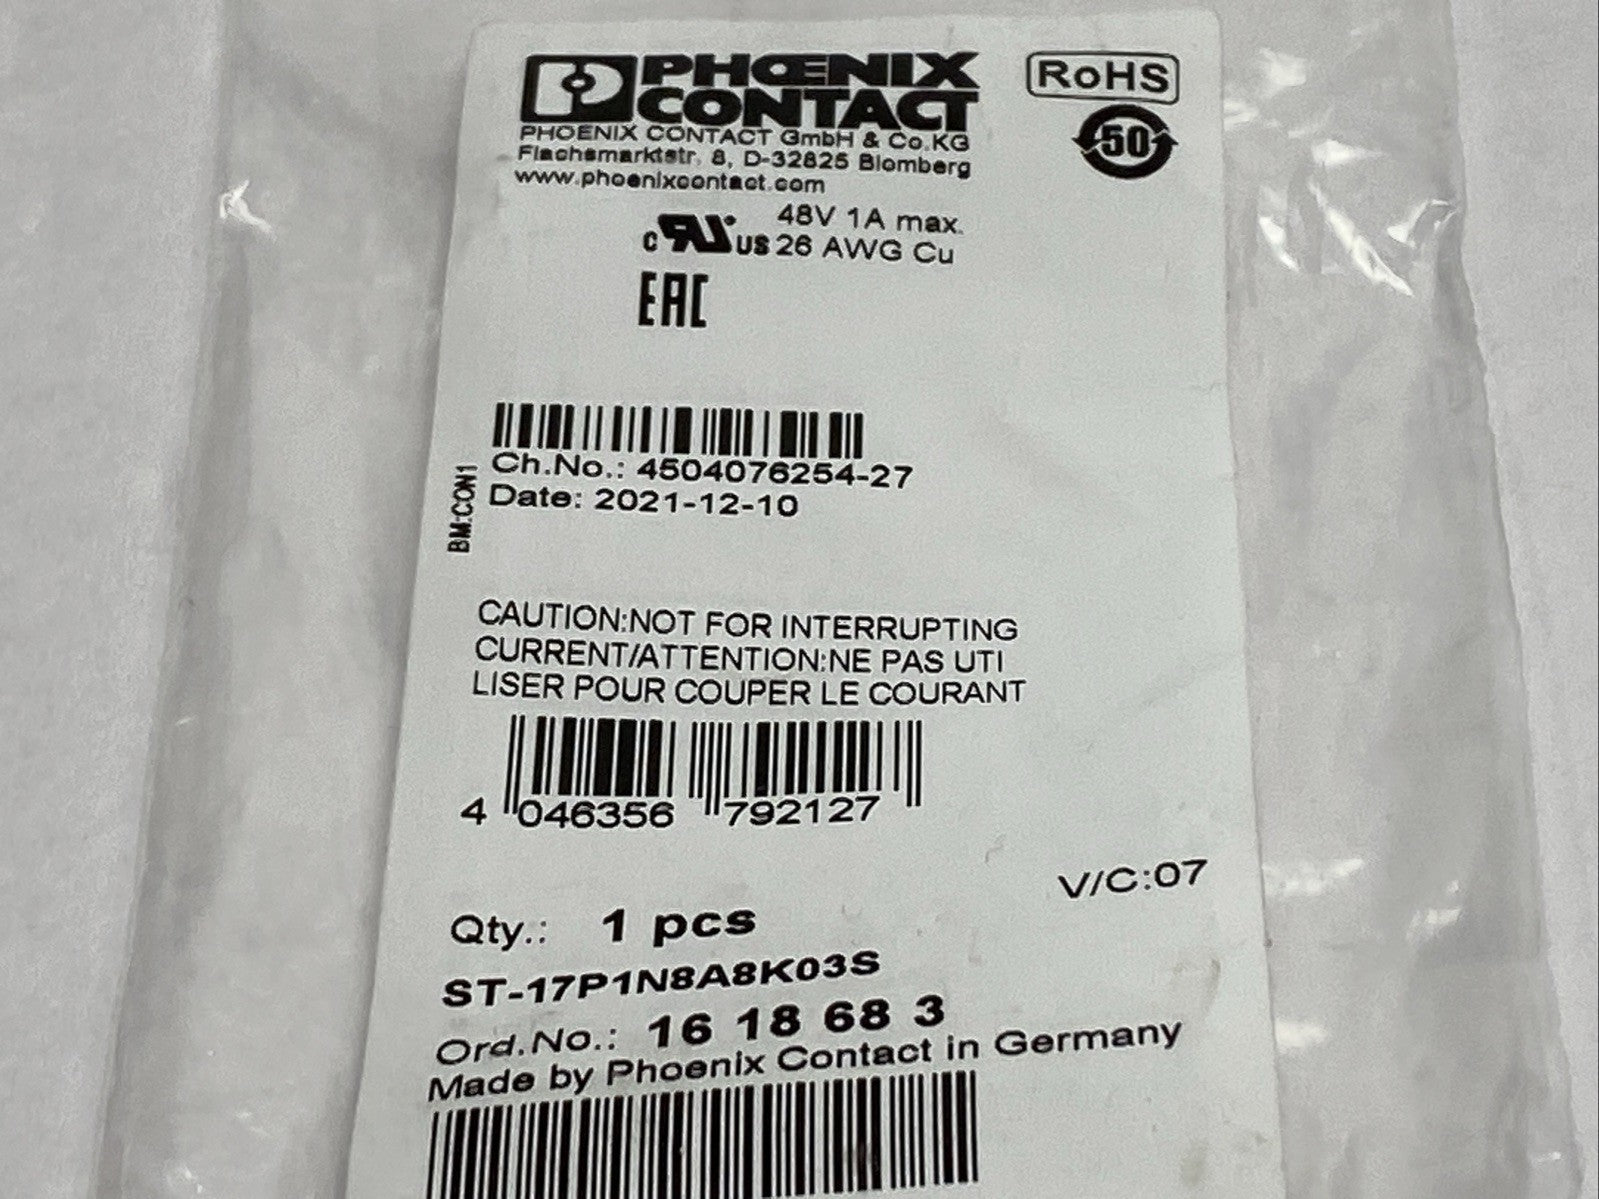 PHŒNIX
CONTACT
RoHS
50
PHOENIX CONTACT GmbH & Co.KG
Flachsmarktstr. 8, D-32825 Blomberg
www.phoenixcontact.com
48V 1A max.
c US 26 AWG Cu
EAC
Ch.No.: 4504076254-27
Date: 2021-12-10
BM:CON1
CAUTION:NOT FOR INTERRUPTING
CURRENT/ATTENTION:NE PAS UTI
LISER POUR COUPER LE COURANT
4 046356 792127
V/C:07
Qty.: 1 pcs
ST-17P1N8A8K03S
Ord.No.: 16 18 68 3
Made by Phoenix Contact in Germany